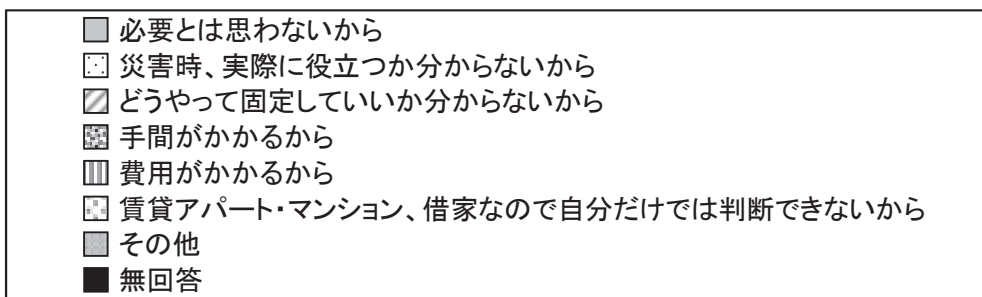 必要とは思わないから
災害時、実際に役立つか分からないから
どうやって固定していいか分からないから
手間がかかるから
費用がかかるから
賃貸アパート・マンション、借家なので自分だけでは判断できないから
その他
無回答